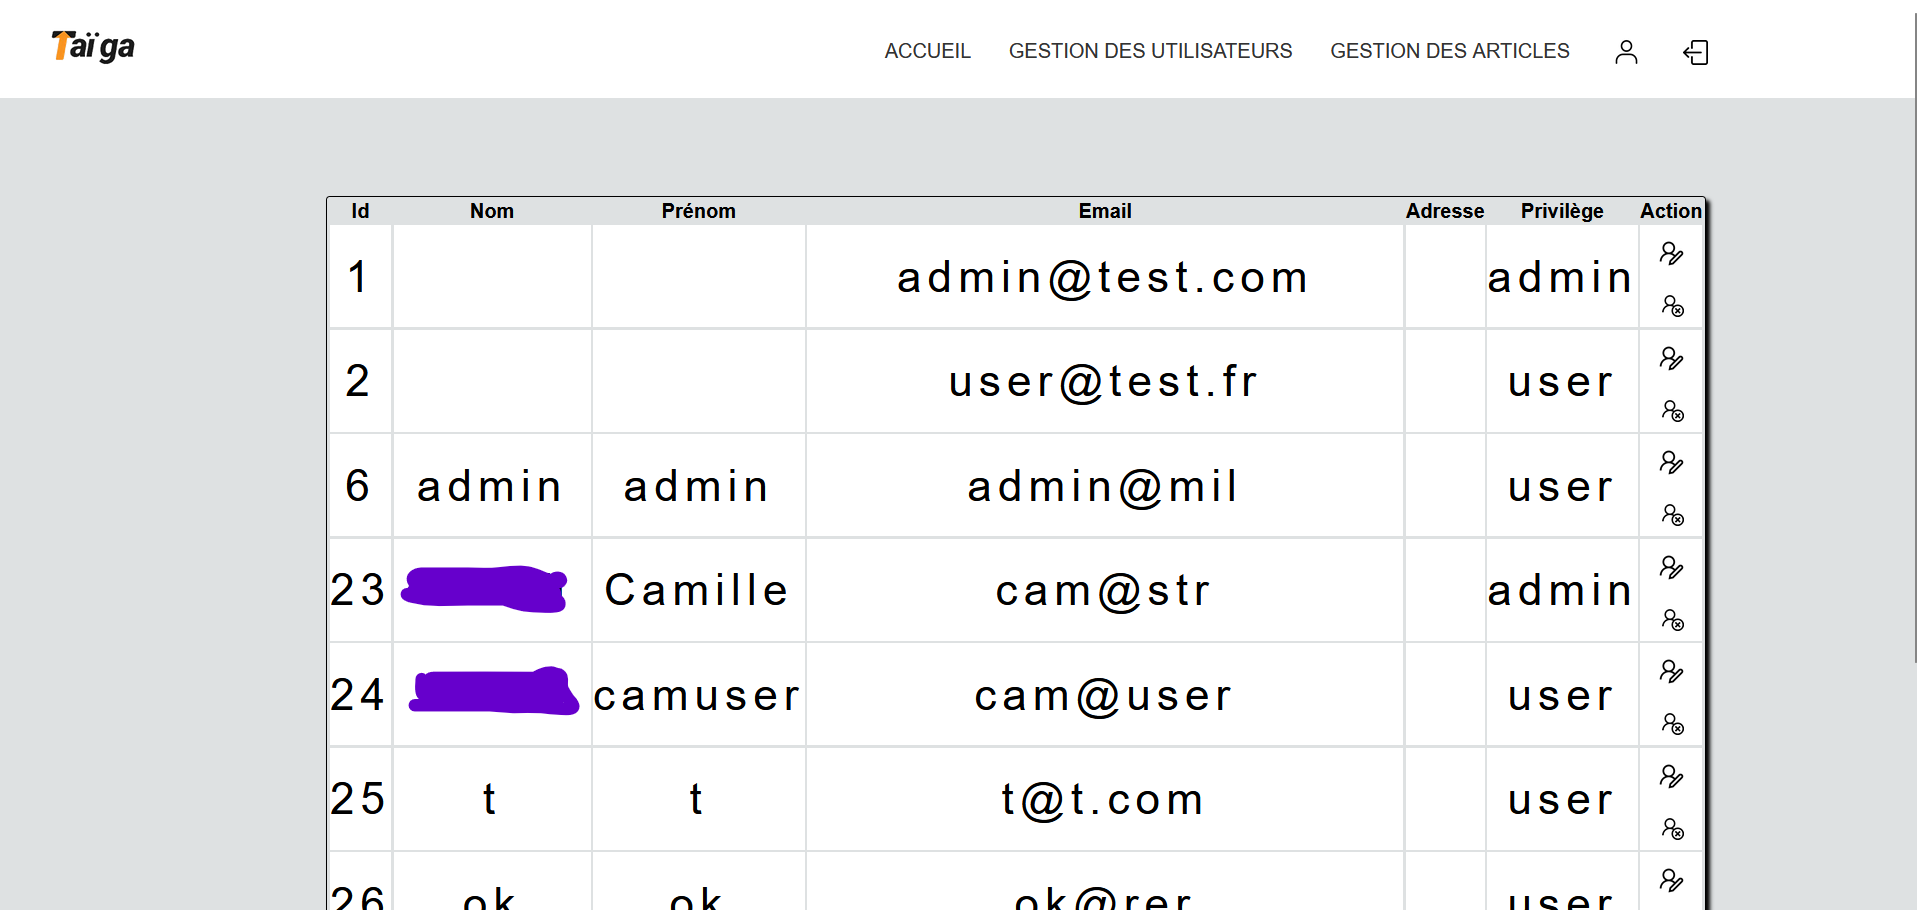 Taïga
ACCUEIL GESTION DES UTILISATEURS GESTION DES ARTICLES
Id Nom Prénom Email Adresse Privilège Action
1 admin@test.com admin
2 user@test.fr user
6 admin admin admin@mil user
23 Camille cam@str admin
24 camuser cam@user user
25 t t t@t.com user
26 ok ok ok@rer user